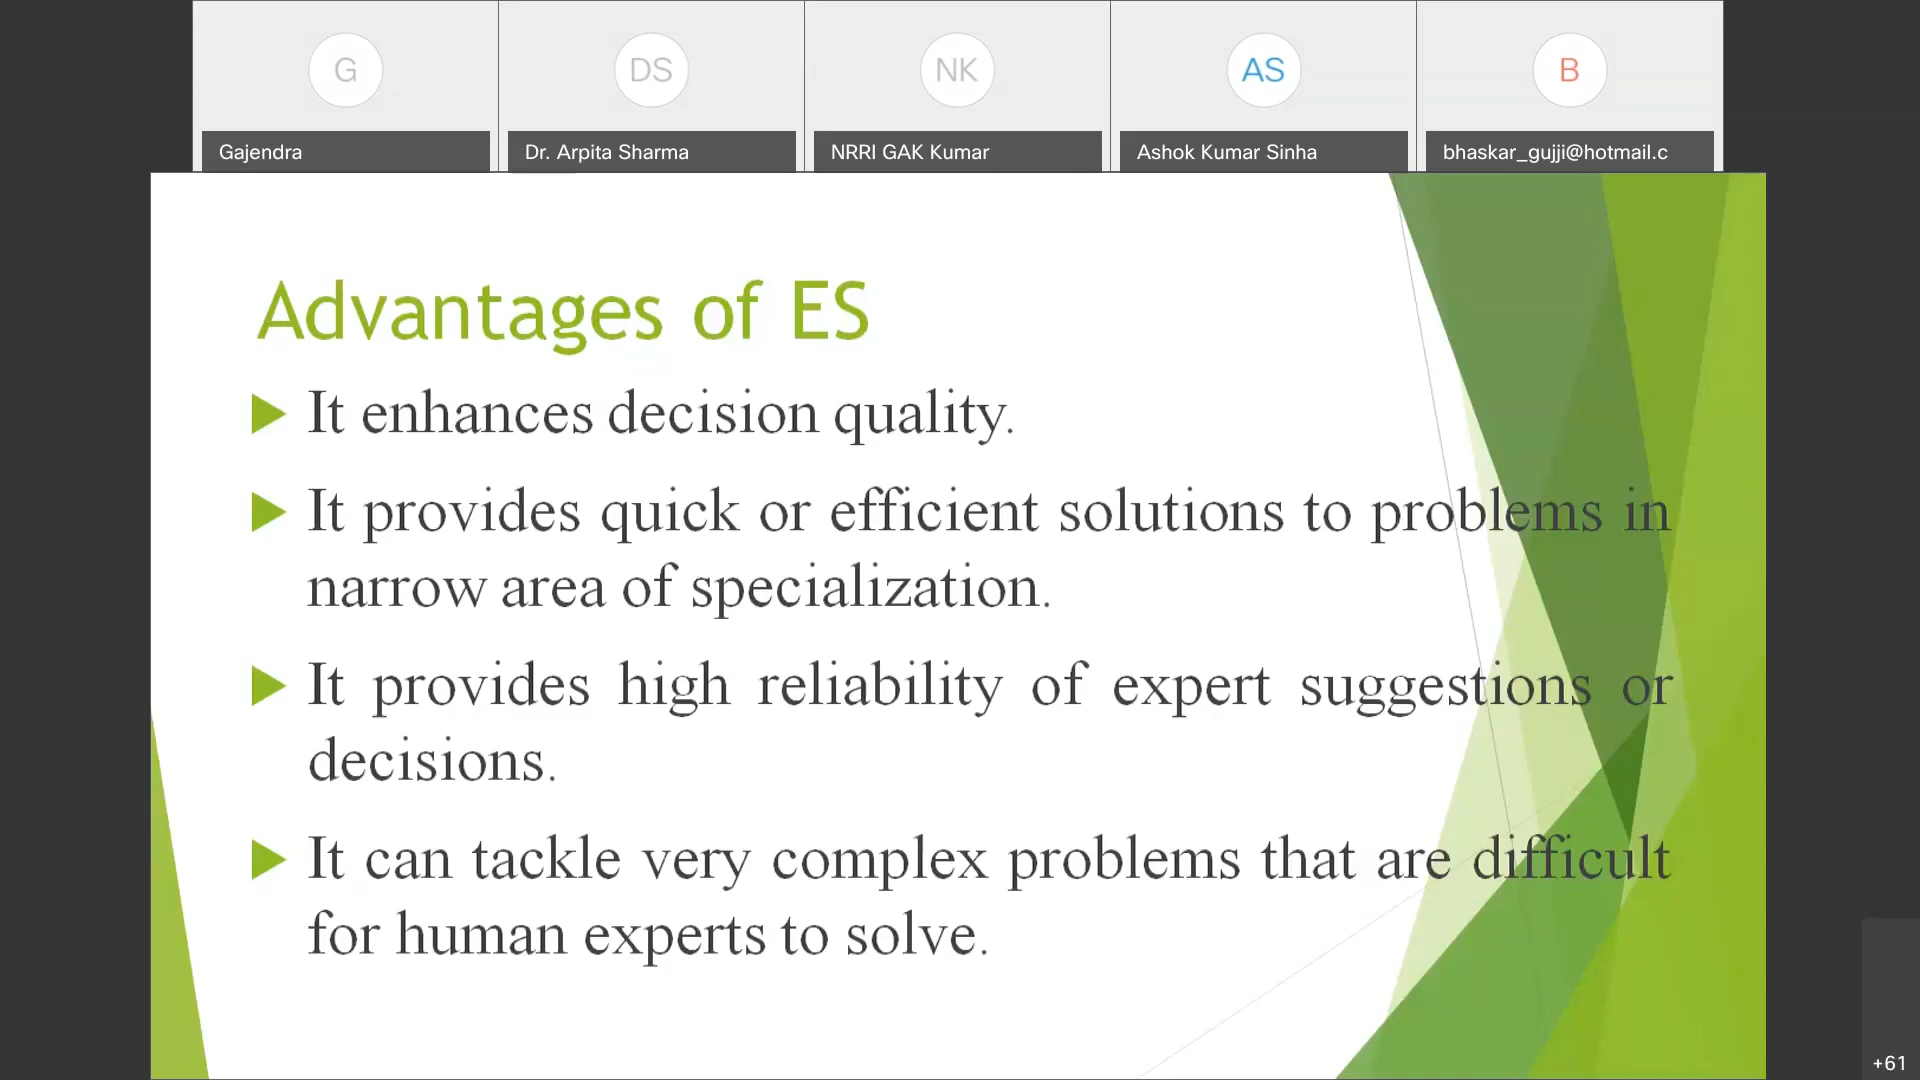 G
DS
NK
AS
B
Gajendra
Dr. Arpita Sharma
NRRI GAK Kumar
Ashok Kumar Sinha
bhaskar_gujji@hotmail.c
Advantages of ES
It enhances decision quality.
It provides quick or efficient solutions to problems in
narrow area of specialization.
It provides high reliability of expert suggestions or
decisions.
It can tackle very complex problems that are difficult
for human experts to solve.
+61